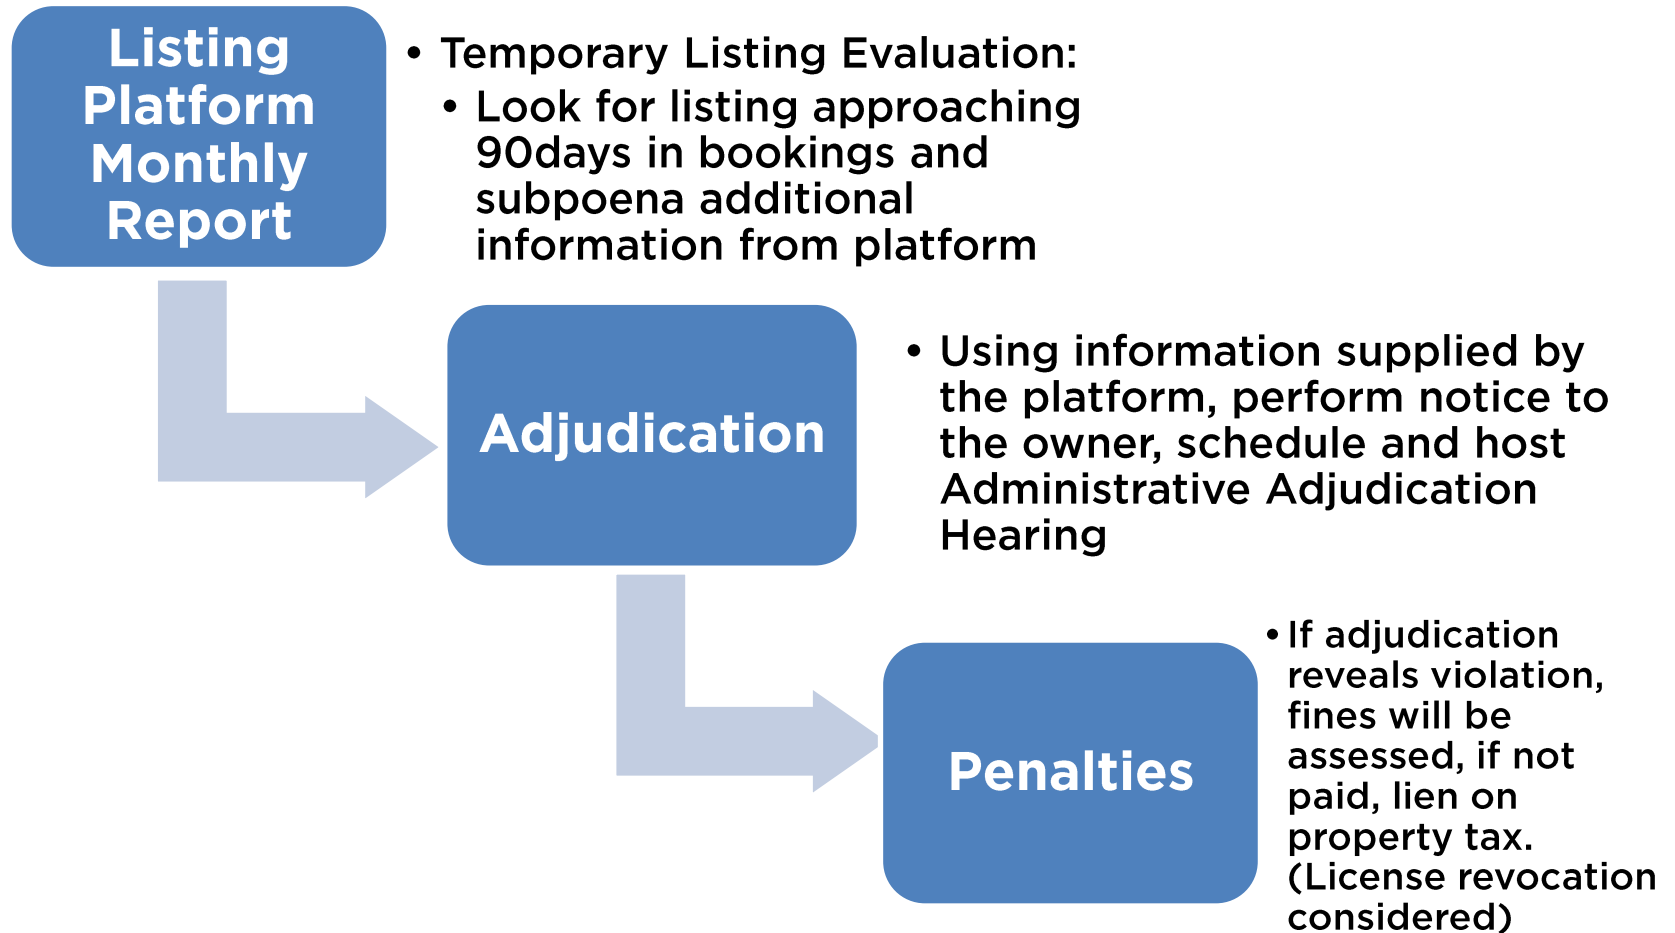 Listing
Platform
Monthly
Report
• Temporary Listing Evaluation:
• Look for listing approaching
90days in bookings and
subpoena additional
information from platform
Adjudication
• Using information supplied by
the platform, perform notice to
the owner, schedule and host
Administrative Adjudication
Hearing
Penalties
• If adjudication
reveals violation,
fines will be
assessed, if not
paid, lien on
property tax.
(License revocation
considered)